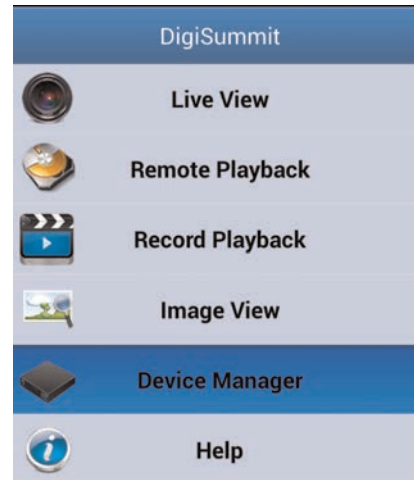 DigiSummit
Live View
Remote Playback
Record Playback
Image View
Device Manager
Help